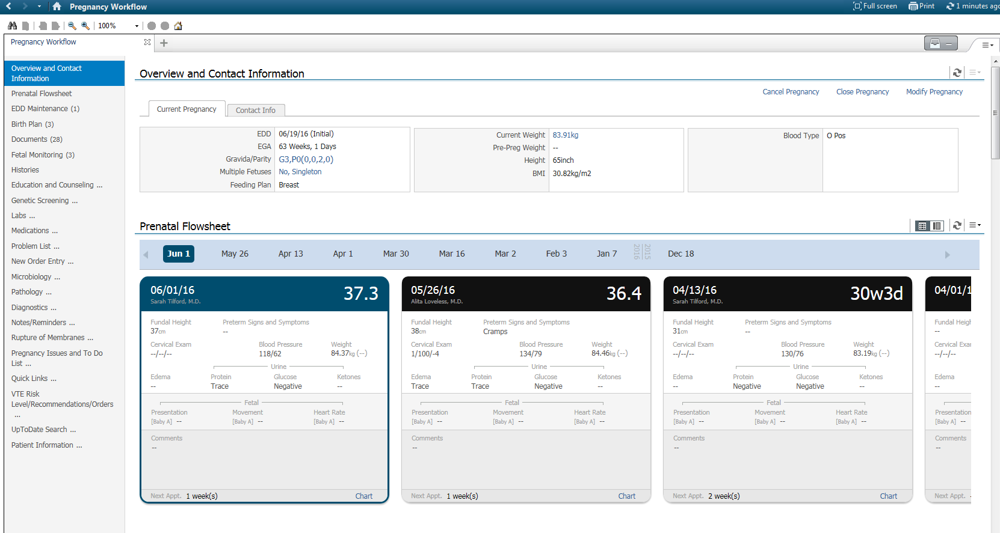 Pregnancy Workflow
Full screen
Print
1 minutes ago
100%
Pregnancy Workflow
Overview and Contact
Information
Prenatal Flowsheet
EDD Maintenance (1)
Birth Plan (3)
Documents (28)
Fetal Monitoring (3)
Histories
Education and Counseling ...
Genetic Screening ...
Labs ...
Medications ...
Problem List ...
New Order Entry ...
Microbiology ...
Pathology ...
Diagnostics ...
Notes/Reminders ...
Rupture of Membranes ...
Pregnancy Issues and To Do
List ...
Quick Links ...
VTE Risk
Level/Recommendations/Orders
...
UpToDate Search ...
Patient Information ...
Overview and Contact Information
Cancel Pregnancy Close Pregnancy Modify Pregnancy
Current Pregnancy Contact Info
EDD 06/19/16 (Initial)
EGA 63 Weeks, 1 Days
Gravida/Parity G3,P0(0,0,2,0)
Multiple Fetuses No, Singleton
Feeding Plan Breast
Current Weight 83.91kg
Pre-Preg Weight --
Height 65inch
BMI 30.82kg/m2
Blood Type O Pos
Prenatal Flowsheet
Jun 1 May 26 Apr 13 Apr 1 Mar 30 Mar 16 Mar 2 Feb 3 Jan 7 2016 2015 Dec 18
06/01/16 37.3
Sarah Tilford, M.D.
Fundal Height Preterm Signs and Symptoms
37cm --
Cervical Exam Blood Pressure Weight
--/--/-- 118/62 84.37kg (--)
Urine
Edema Protein Glucose Ketones
-- Trace Negative --
Fetal
Presentation Movement Heart Rate
[Baby A] -- [Baby A] -- [Baby A] --
Comments
--
Next Appt. 1 week(s) Chart
05/26/16 36.4
Alita Loveless, M.D.
Fundal Height Preterm Signs and Symptoms
38cm Cramps
Cervical Exam Blood Pressure Weight
1/100/-4 134/79 84.46kg (--)
Urine
Edema Protein Glucose Ketones
Trace Trace Negative --
Fetal
Presentation Movement Heart Rate
[Baby A] -- [Baby A] -- [Baby A] --
Comments
--
Next Appt. 1 week(s) Chart
04/13/16 30w3d
Sarah Tilford, M.D.
Fundal Height Preterm Signs and Symptoms
31cm --
Cervical Exam Blood Pressure Weight
--/--/-- 130/76 83.19kg (--)
Urine
Edema Protein Glucose Ketones
-- Negative Negative --
Fetal
Presentation Movement Heart Rate
[Baby A] -- [Baby A] -- [Baby A] --
Comments
--
Next Appt. 2 week(s) Chart
04/01/1
Fundal Heigh
--
Cervical Exar
--/--/--
Edema
--
Presentation
[Baby A] --
Comments
--
Next Appt.